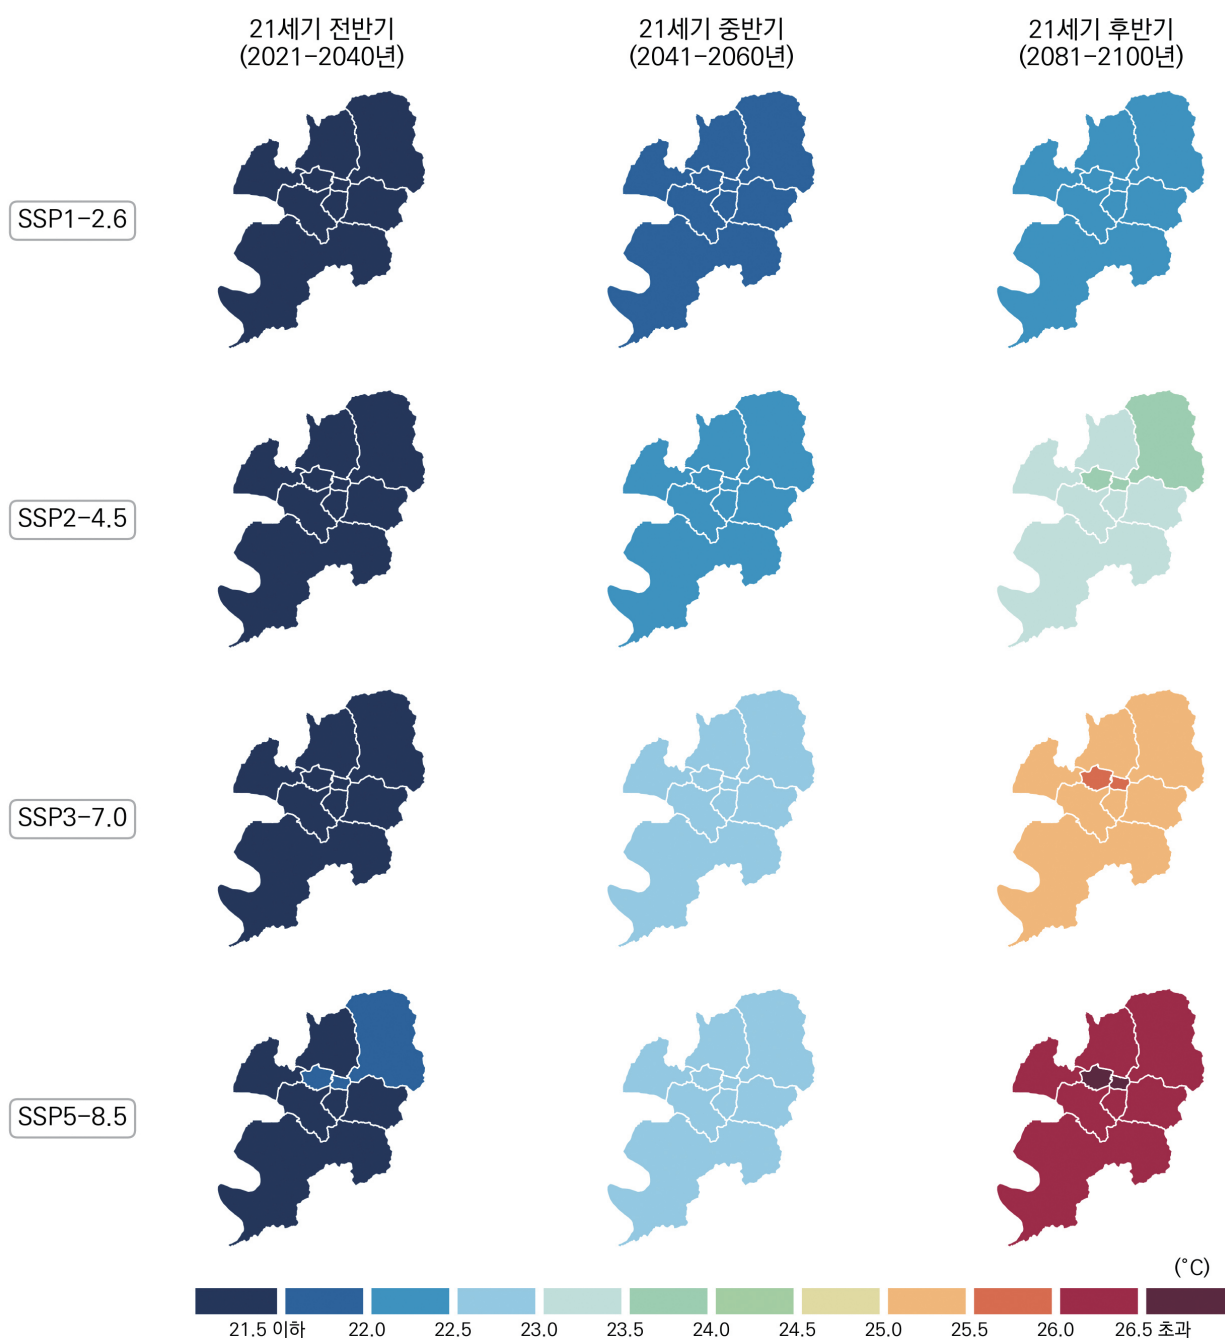 21세기 전반기
(2021-2040년)
21세기 중반기
(2041-2060년)
21세기 후반기
(2081-2100년)
SSP1-2.6
SSP2-4.5
SSP3-7.0
SSP5-8.5
(°C)
21.5 이하 22.0 22.5 23.0 23.5 24.0 24.5 25.0 25.5 26.0 26.5 초과